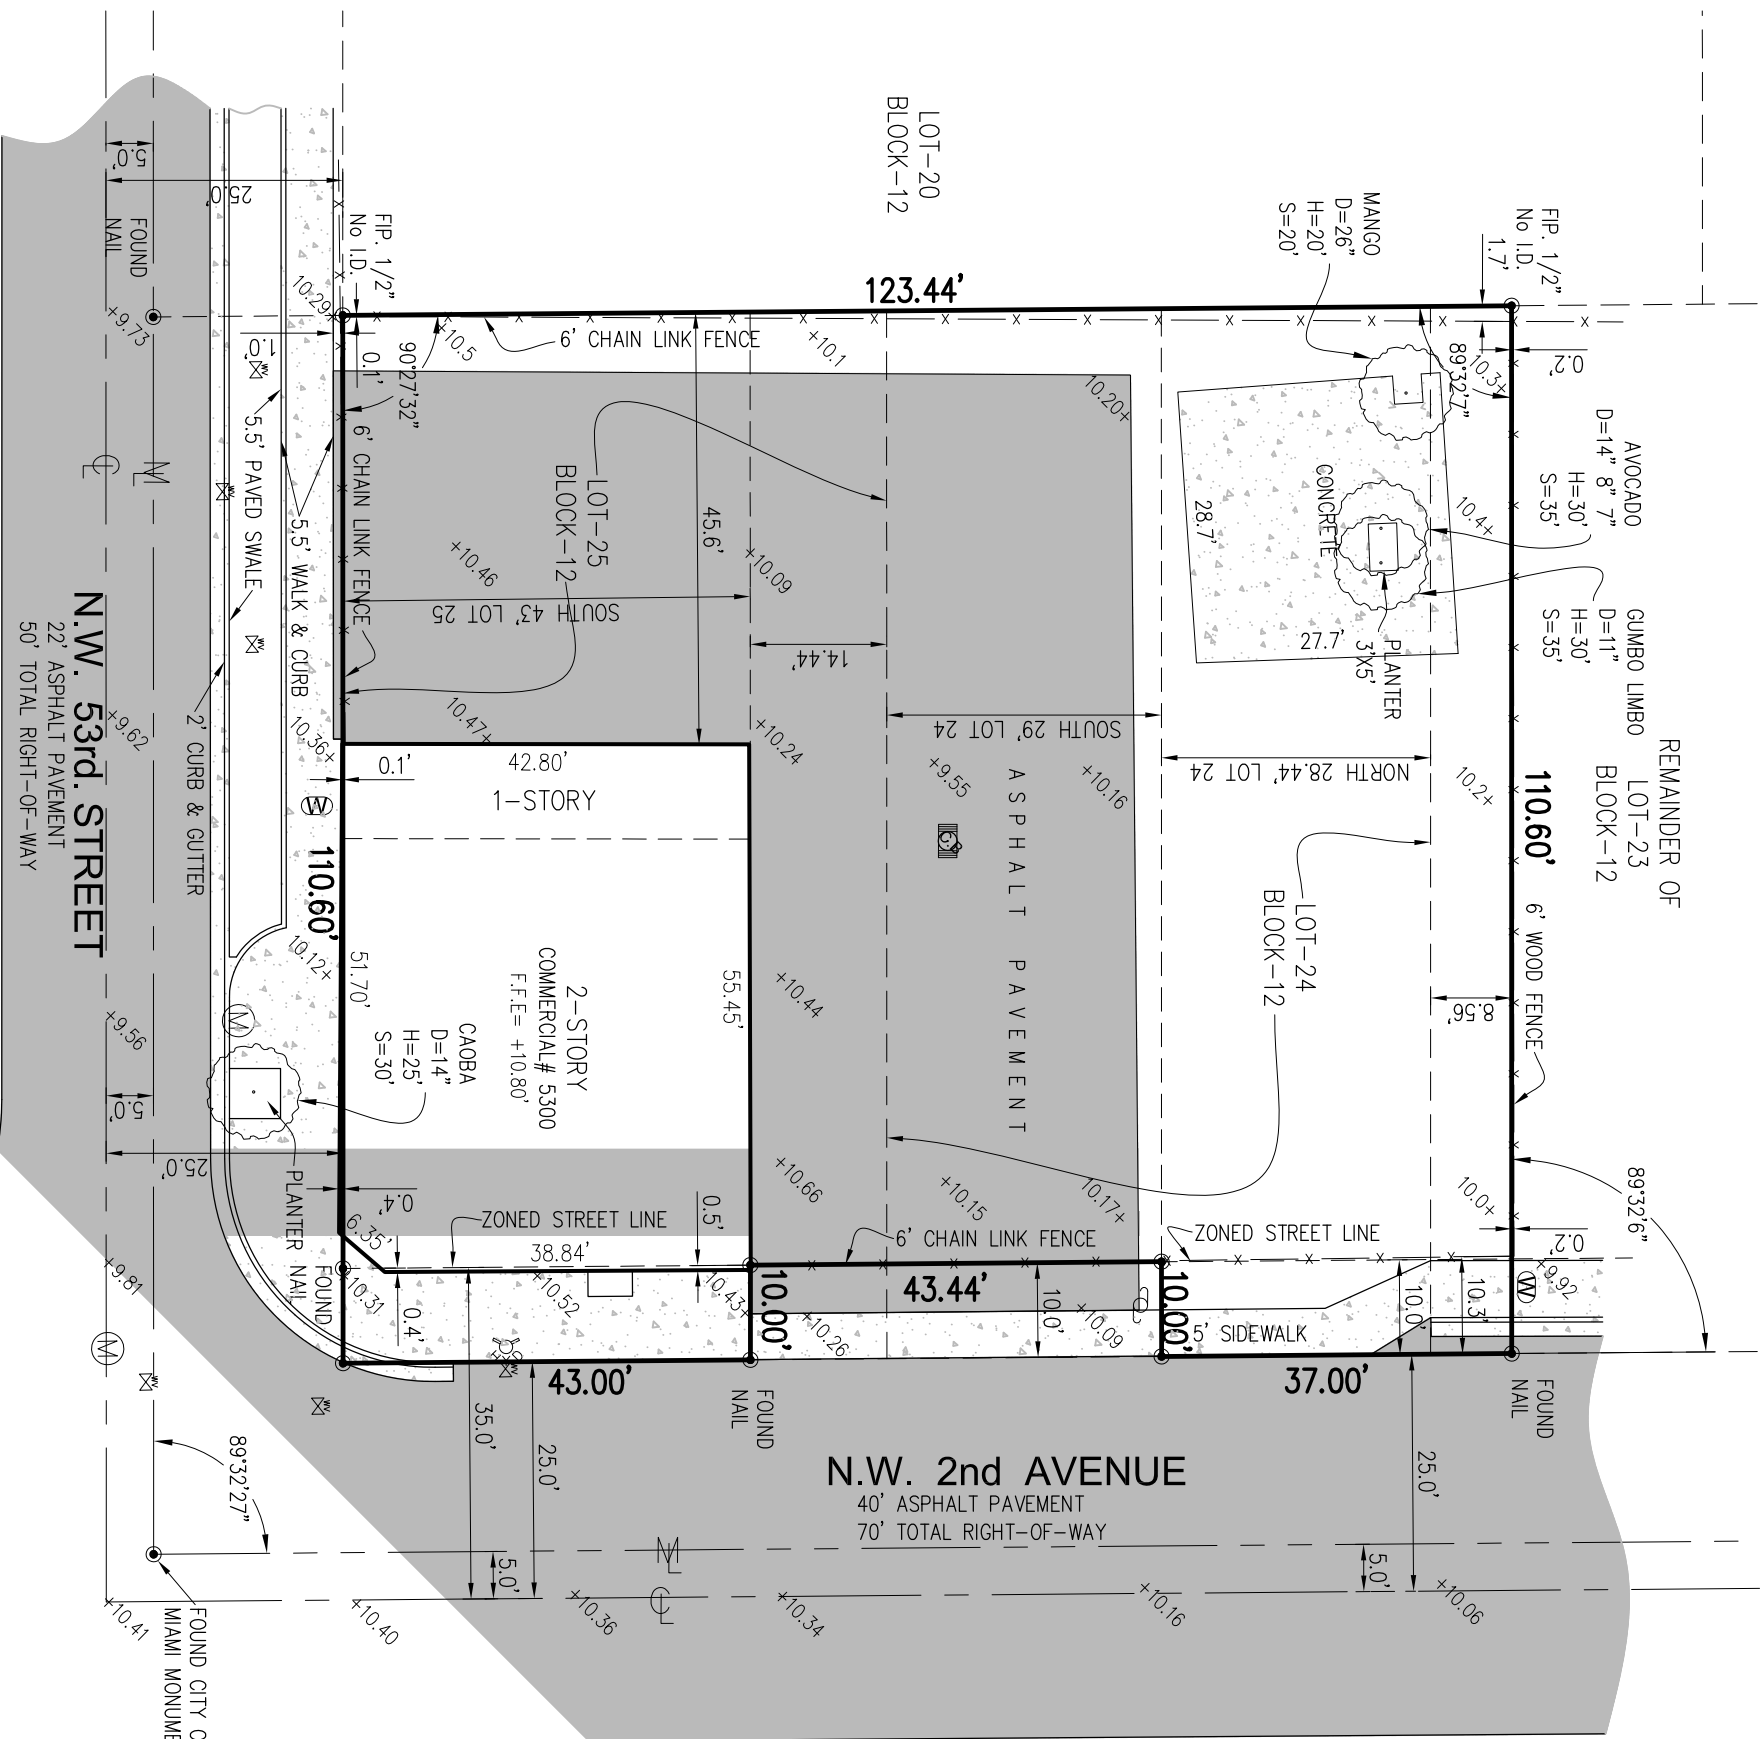 LOT-20
BLOCK-12
5.0'
25.0'
FOUND
NAIL
FIP. 1/2"
No I.D.
10.29
+9.73
1.0'
0.1'
90°27'32"
+10.5
6' CHAIN LINK FENCE
123.44'
+10.1
MANGO
D=26"
H=20'
S=20'
FIP. 1/2"
No I.D.
1.7'
0.2'
89°32'7"
10.3+
10.20+
AVOCADO
D=14" 8" 7"
H=30'
S=35'
GUMBO LIMBO
D=11"
H=30'
S=35'
10.4+
CONCRETE
28.7'
27.7'
PLANTER
3'X5'
REMAINDER OF
LOT-23
BLOCK-12
110.60'
6' WOOD FENCE
10.2+
8.56'
NORTH 28.44' LOT 24
SOUTH 29' LOT 24
LOT-24
BLOCK-12
LOT-25
BLOCK-12
45.6'
SOUTH 43' LOT 25
14.44'
+10.46
+10.09
10.47+
+10.24
+9.55
+10.16
ASPHALT PAVEMENT
6' CHAIN LINK FENCE
5.5' WALK & CURB
5.5' PAVED SWALE
2' CURB & GUTTER
N.W. 53rd. STREET
22' ASPHALT PAVEMENT
50' TOTAL RIGHT-OF-WAY
+9.62
+9.56
5.0'
25.0'
10.36+
0.1'
42.80'
1-STORY
110.60'
10.12+
51.70'
55.45'
2-STORY
COMMERCIAL# 5300
F.F.E= +10.80'
CAOBA
D=14"
H=25'
S=30'
+10.44
+10.66
+10.15
10.17+
10.0+
89°32'6"
0.2'
+9.92
PLANTER
0.4'
6.35'
ZONED STREET LINE
38.84'
0.5'
6' CHAIN LINK FENCE
ZONED STREET LINE
+9.81
FOUND
NAIL
+10.31
0.4'
+10.52
10.43+
10.00'
43.44'
10.0'
+10.26
+10.09
10.00'
5' SIDEWALK
10.0'
10.3'
43.00'
37.00'
FOUND
NAIL
FOUND
NAIL
35.0'
25.0'
25.0'
N.W. 2nd AVENUE
40' ASPHALT PAVEMENT
70' TOTAL RIGHT-OF-WAY
89°32'27"
5.0'
5.0'
+10.41
+10.40
+10.36
+10.34
+10.16
+10.06
FOUND CITY
MIAMI